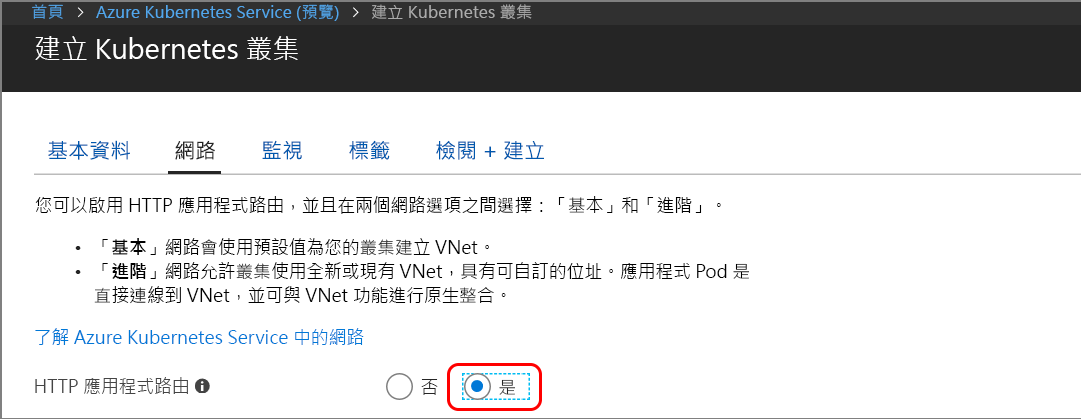 首頁 > Azure Kubernetes Service (預覽) > 建立 Kubernetes 叢集
建立 Kubernetes 叢集
基本資料 網路 監視 標籤 檢閱 + 建立
您可以啟用 HTTP 應用程式路由，並且在兩個網路選項之間選擇：「基本」和「進階」。
• 「基本」網路會使用預設值為您的叢集建立 VNet。
• 「進階」網路允許叢集使用全新或現有 VNet，具有可自訂的位址。應用程式 Pod 是
直接連線到 VNet，並可與 VNet 功能進行原生整合。
了解 Azure Kubernetes Service 中的網路
HTTP 應用程式路由 否 是